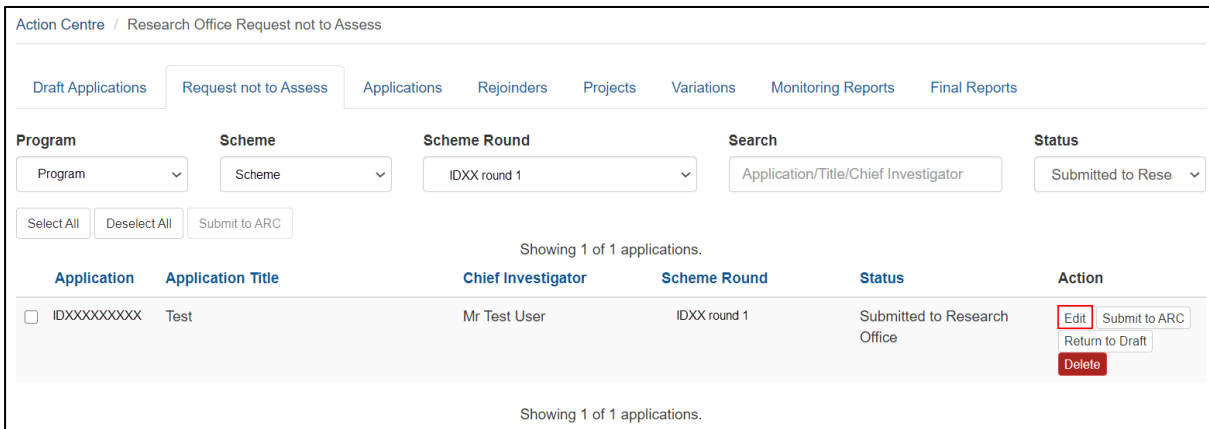 Action Centre / Research Office Request not to Assess
Draft Applications Request not to Assess Applications Rejoinders Projects Variations Monitoring Reports Final Reports
Program Scheme Scheme Round Search Status
Program Scheme IDXX round 1 Application/Title/Chief Investigator Submitted to Rese
Select All Deselect All Submit to ARC
Showing 1 of 1 applications.
Application Application Title Chief Investigator Scheme Round Status Action
IDXXXXXXXXX Test Mr Test User IDXX round 1 Submitted to Research Edit Submit to ARC
Office Return to Draft
Delete
Showing 1 of 1 applications.